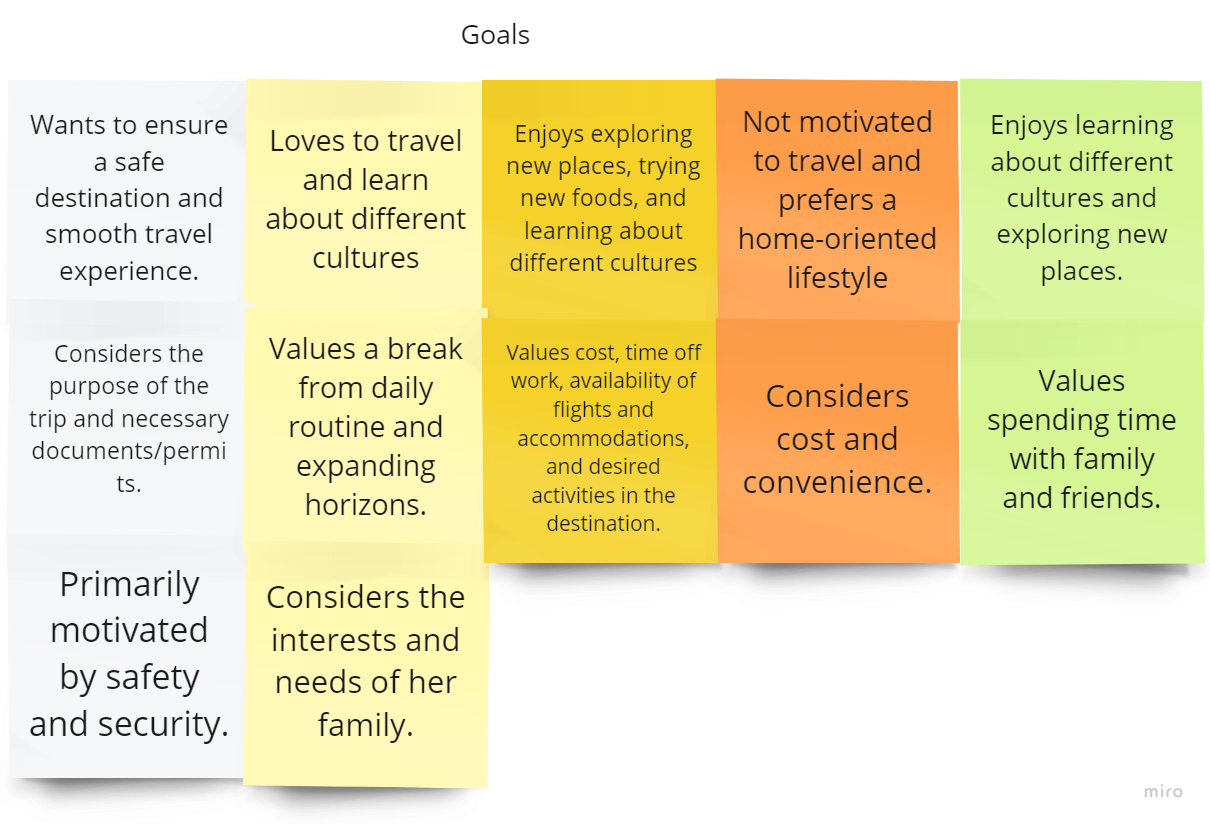 Goals
Wants to ensure
a safe
destination and
smooth travel
experience.
Loves to travel
and learn
about different
cultures
Enjoys exploring
new places, trying
new foods, and
learning about
different cultures
Not motivated
to travel and
prefers a
home-oriented
lifestyle
Enjoys learning
about different
cultures and
exploring new
places.
Considers the
purpose of the
trip and necessary
documents/permi
ts.
Values a break
from daily
routine and
expanding
horizons.
Values cost, time off
work, availability of
flights and
accommodations,
and desired
activities in the
destination.
Considers
cost and
convenience.
Values
spending time
with family
and friends.
Primarily
motivated
by safety
and security.
Considers the
interests and
needs of her
family.
miro